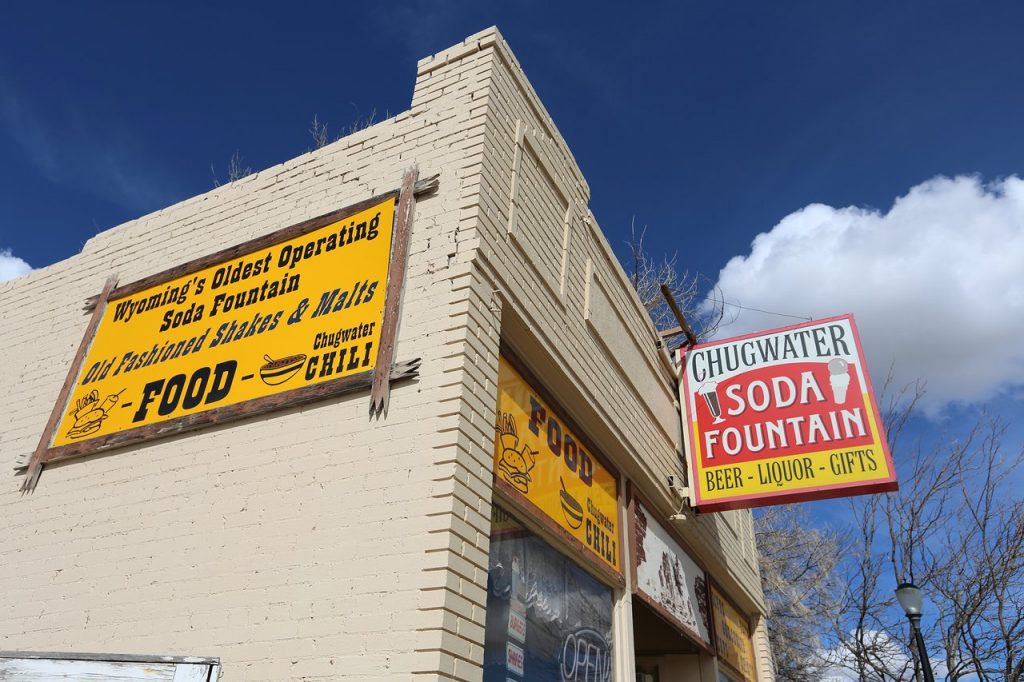 Wyoming's Oldest Operating
Soda Fountain
Old Fashioned Shakes & Malts
-FOOD-
Chugwater
CHILI
FOOD
Chugwater
CHILI
OPEN
CHUGWATER
SODA
FOUNTAIN
BEER - LIQUOR - GIFTS